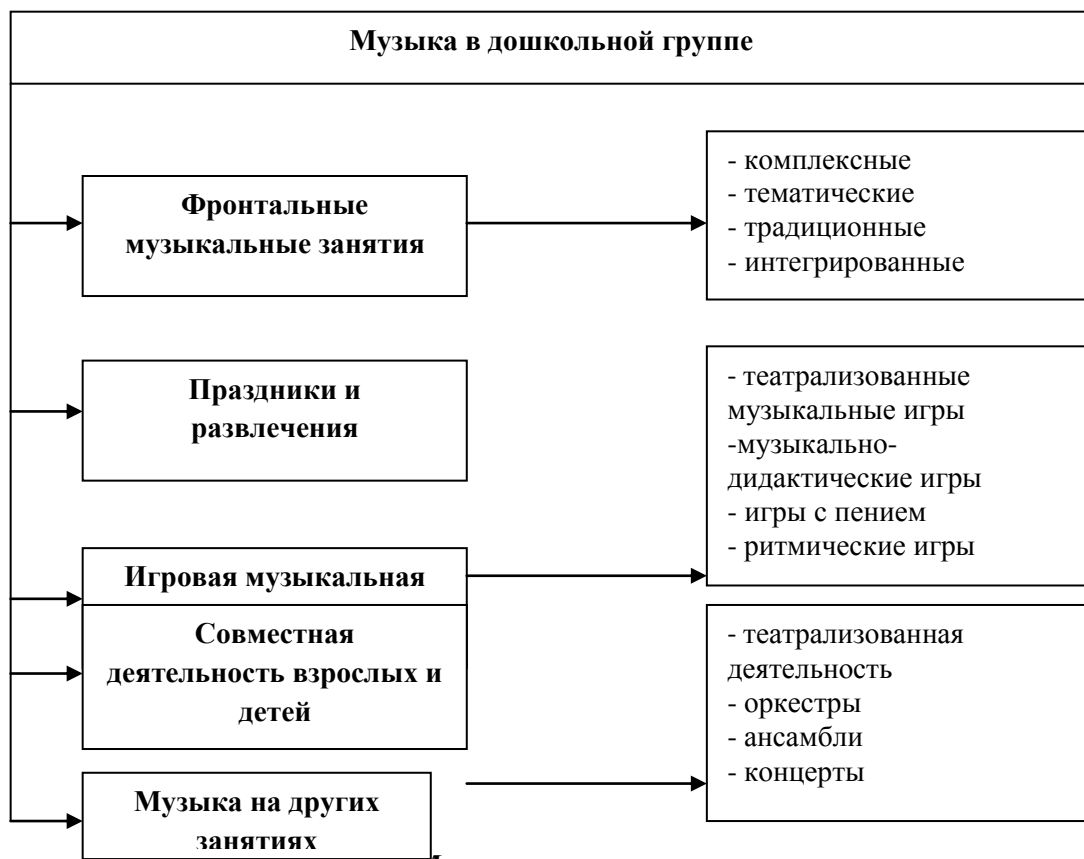 Музыка в дошкольной группе
Фронтальные
музыкальные занятия
- комплексные
- тематические
- традиционные
- интегрированные
Праздники и
развлечения
- театрализованные
музыкальные игры
-музыкально-
дидактические игры
- игры с пением
- ритмические игры
Игровая музыкальная
Совместная
деятельность взрослых и
детей
- театрализованная
деятельность
- оркестры
- ансамбли
- концерты
Музыка на других
занятиях